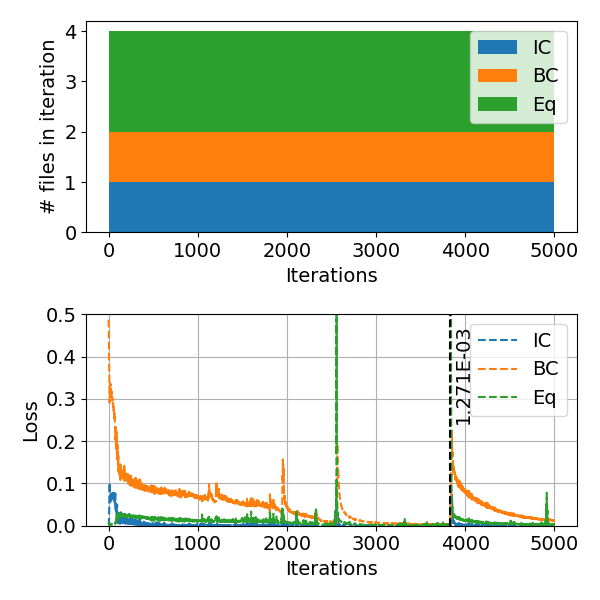 # files in iteration
4
3
2
1
0
IC
BC
Eq
0 1000 2000 3000 4000 5000
Iterations
Loss
0.5
0.4
0.3
0.2
0.1
0.0
1.271E-03
IC
BC
Eq
0 1000 2000 3000 4000 5000
Iterations